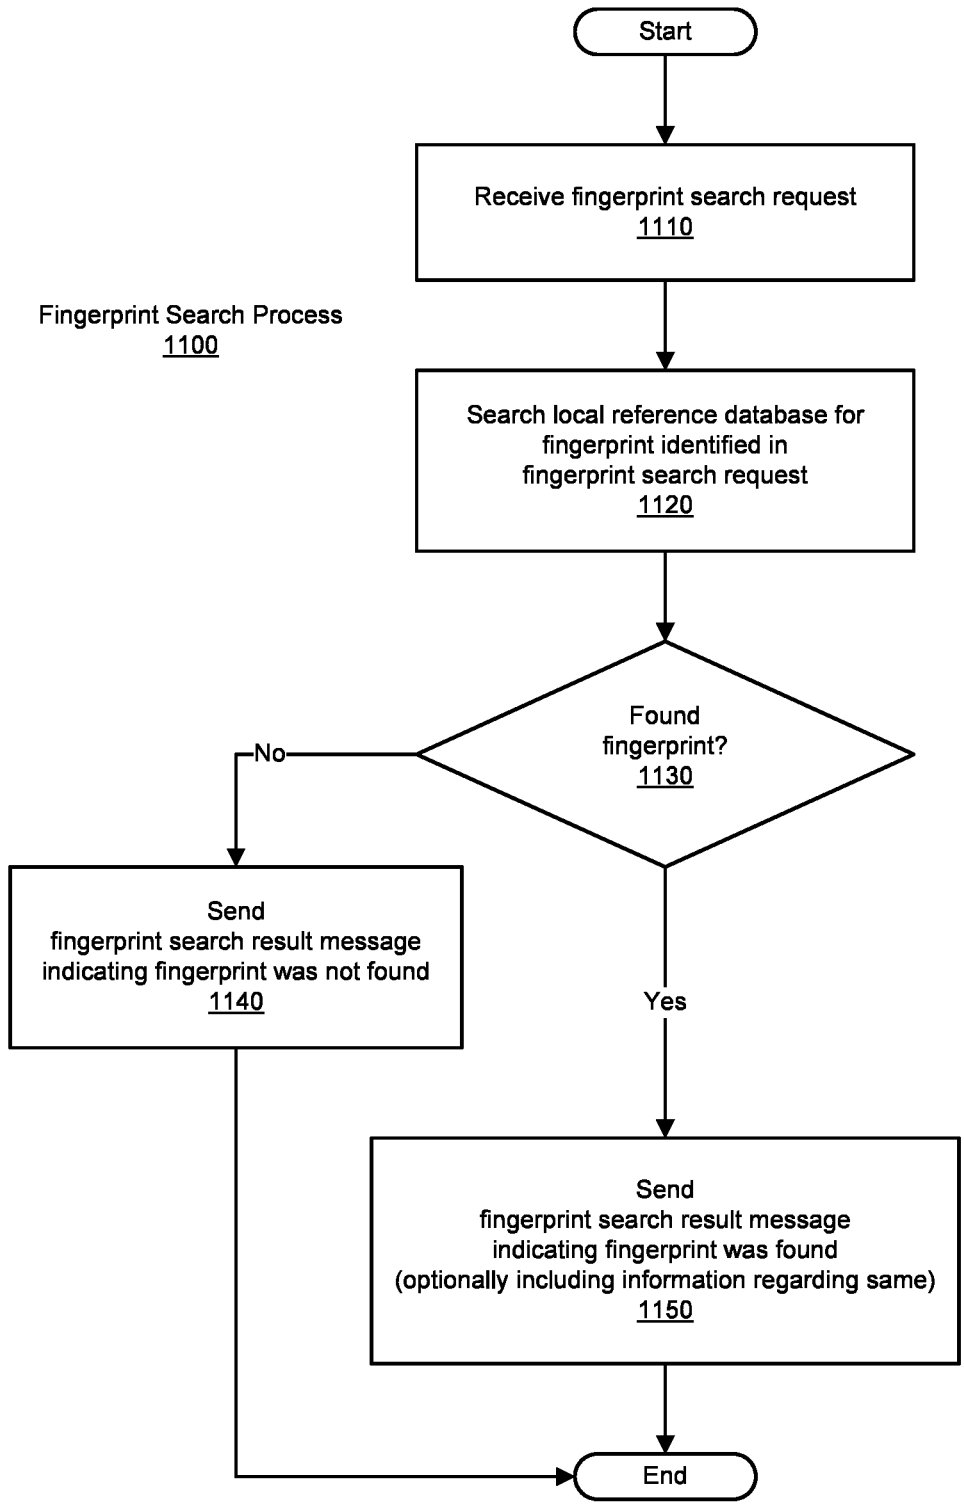 Start
Receive fingerprint search request
1110
Fingerprint Search Process
1100
Search local reference database for
fingerprint identified in
fingerprint search request
1120
Found
fingerprint?
1130
No
Send
fingerprint search result message
indicating fingerprint was not found
1140
Yes
Send
fingerprint search result message
indicating fingerprint was found
(optionally including information regarding same)
1150
End